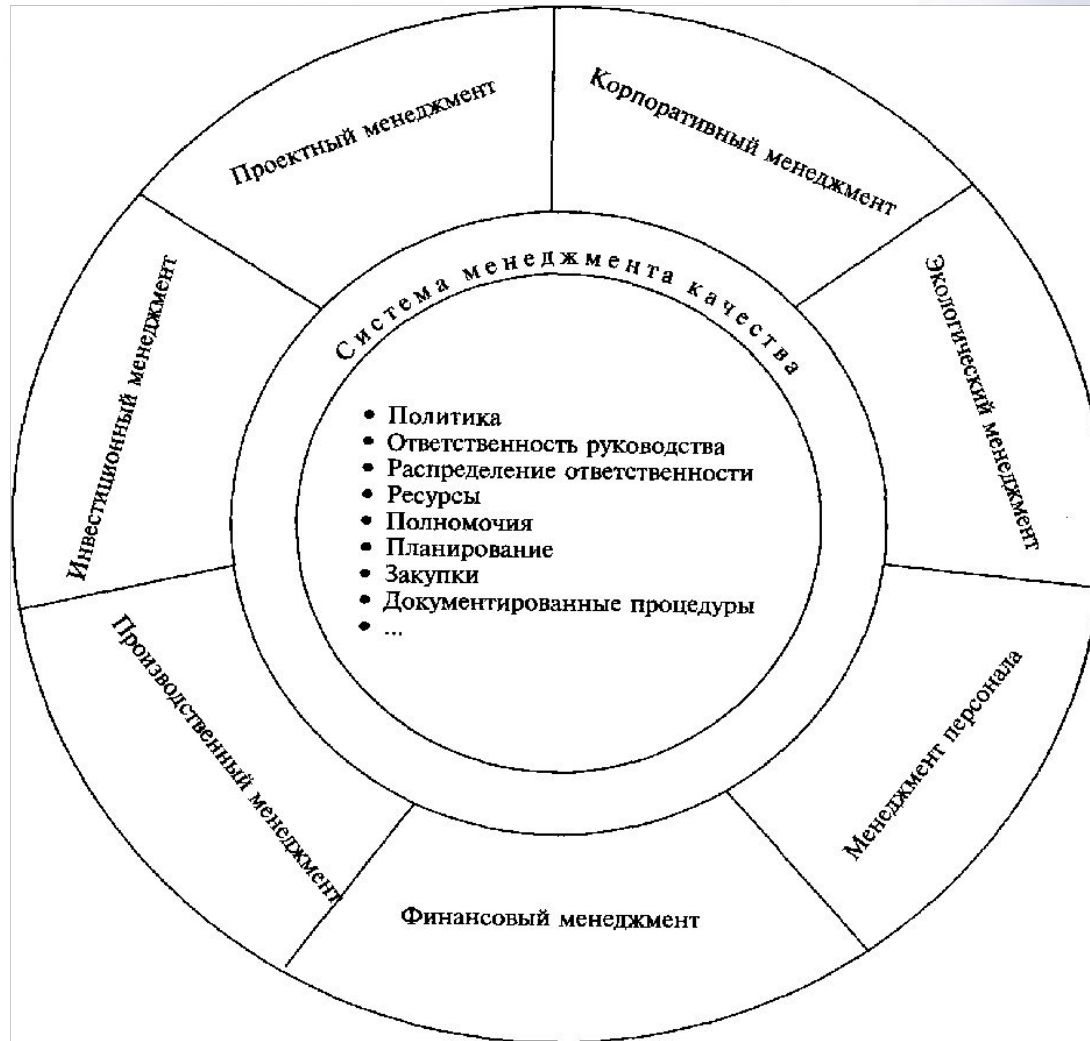 Проектный менеджмент
Корпоративный менеджмент
Экологический менеджмент
Менеджмент персонала
Финансовый менеджмент
Производственный менеджмент
Инвестиционный менеджмент
Система менеджмента качества
• Политика
• Ответственность руководства
• Распределение ответственности
• Ресурсы
• Полномочия
• Планирование
• Закупки
• Документированные процедуры
• ...